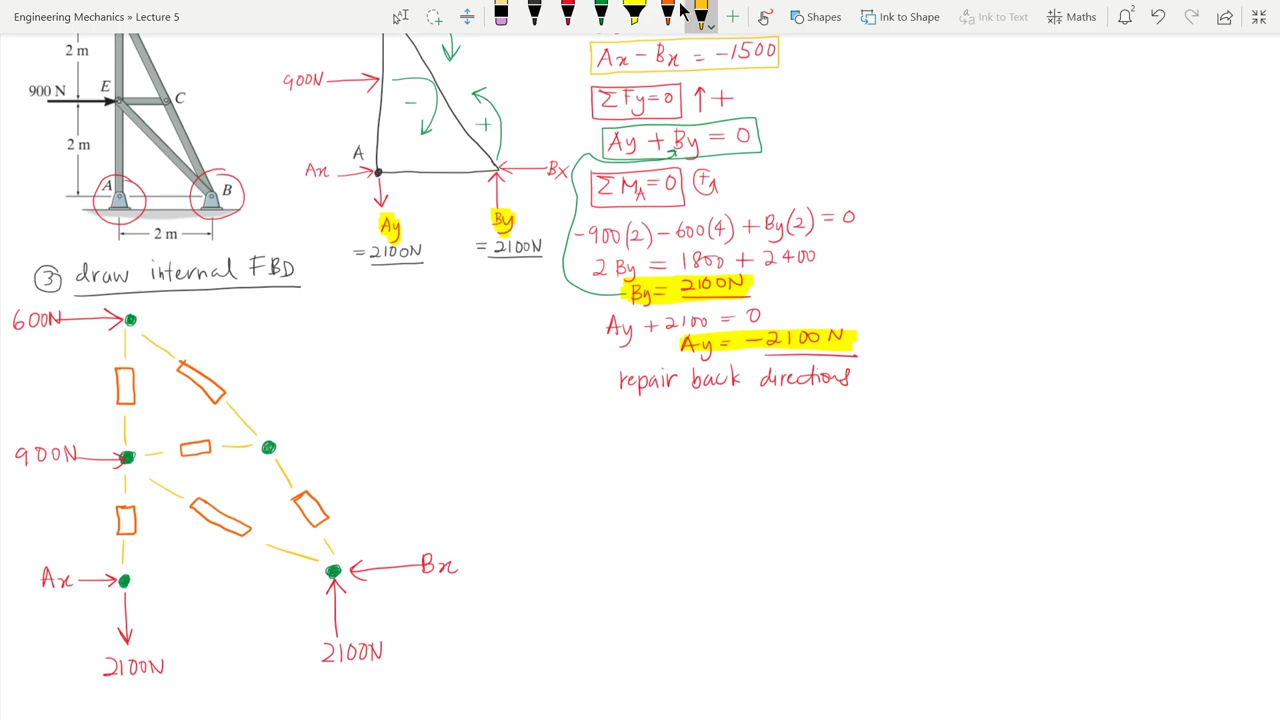 Engineering Mechanics » Lecture 5
Shapes
Ink to Shape
Ink to Text
Maths
2 m
E
C
900 N
2 m
A
B
2 m
900N
-
+
A
Ax
Bx
Ay
= 2100N
By
= 2100N
Ax - Bx = -1500
ΣFy=0 ↑ +
Ay + By = 0
ΣMA=0 +
-900(2) - 600(4) + By(2) = 0
2 By = 1800 + 2400
By = 2100N
Ay + 2100 = 0
Ay = -2100 N
repair back directions
③ draw internal FBD
600N
900N
Ax
Bx
2100N
2100N